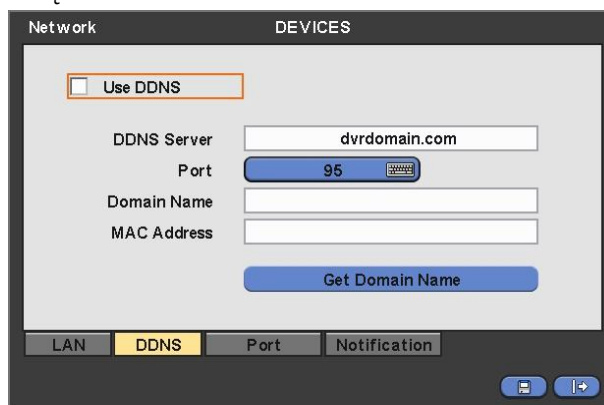 Network DEVICES
Use DDNS
DDNS Server dvrdomain.com
Port 95
Domain Name
MAC Address
Get Domain Name
LAN DDNS Port Notification